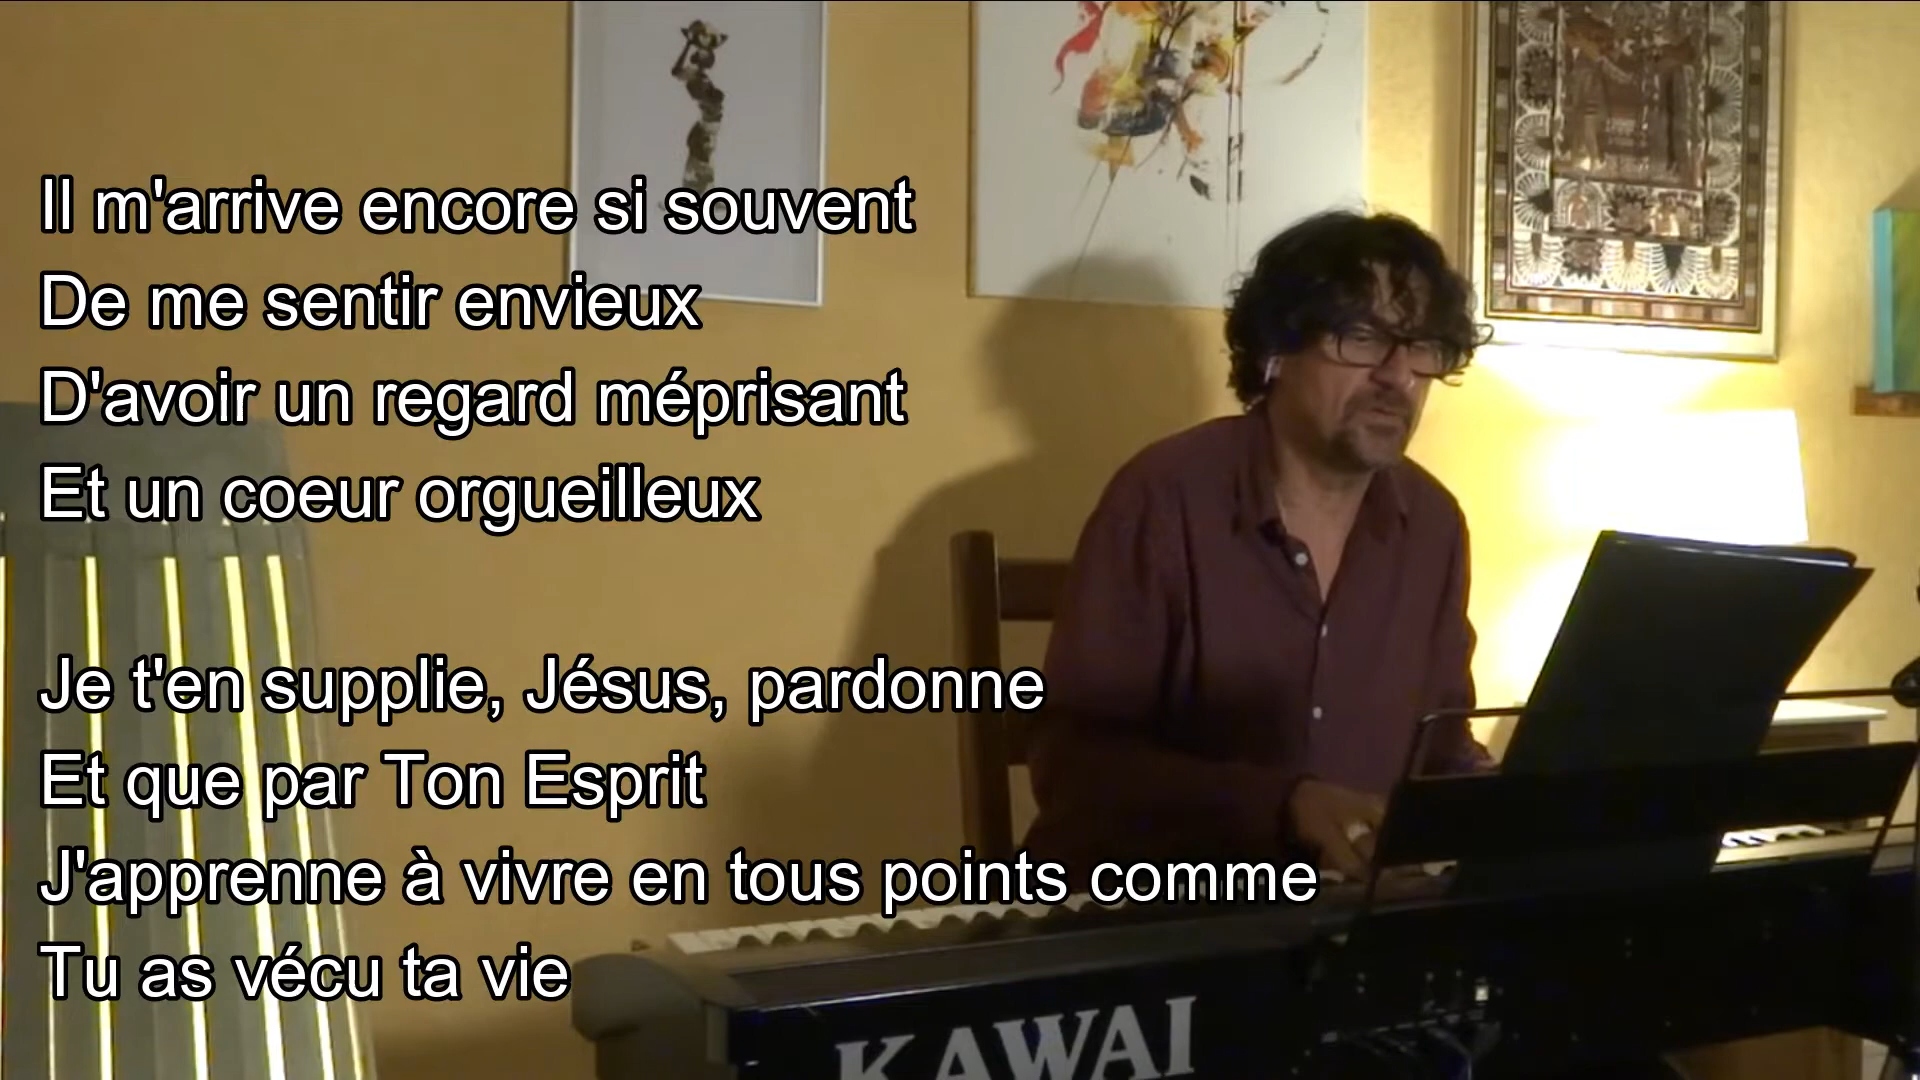 Il m'arrive encore si souvent
De me sentir envieux
D'avoir un regard méprisant
Et un coeur orgueilleux
Je t'en supplie, Jésus, pardonne
Et que par Ton Esprit
J'apprenne à vivre en tous points comme
Tu as vécu ta vie
KAWAI